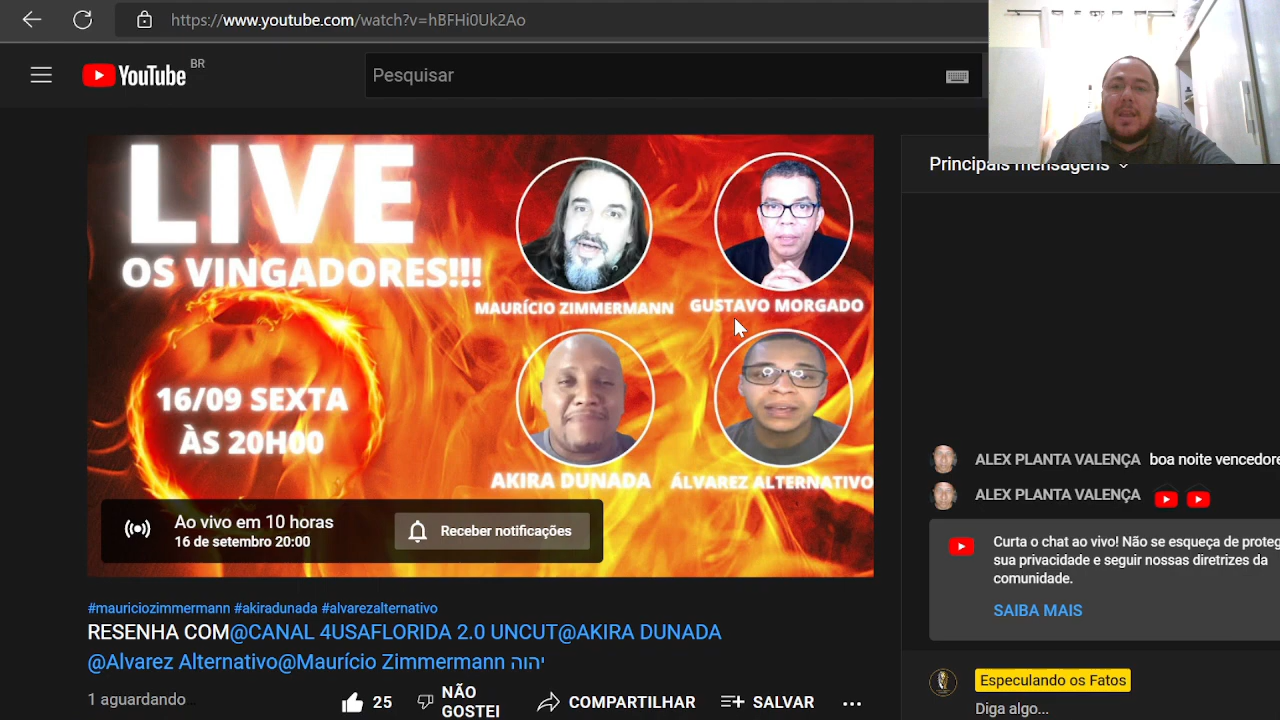 https://www.youtube.com/watch?v=hBFHi0Uk2Ao
YouTube BR
Pesquisar
LIVE
OS VINGADORES!!!
MAURÍCIO ZIMMERMANN
GUSTAVO MORGADO
16/09 SEXTA
ÀS 20H00
AKIRA DUNADA
ÁLVAREZ ALTERNATIVO
Ao vivo em 10 horas
16 de setembro 20:00
Receber notificações
#mauriciozimmermann #akiradunada #alvarezalternativo
RESENHA COM@CANAL 4USAFLORIDA 2.0 UNCUT@AKIRA DUNADA
@Alvarez Alternativo@Maurício Zimmermann יהוה
1 aguardando
25
NÃO
GOSTEI
COMPARTILHAR
SALVAR
Principais mensagens
ALEX PLANTA VALENÇA boa noite vencedore
ALEX PLANTA VALENÇA
Curta o chat ao vivo! Não se esqueça de proteg
sua privacidade e seguir nossas diretrizes da
comunidade.
SAIBA MAIS
Especulando os Fatos
Diga algo...